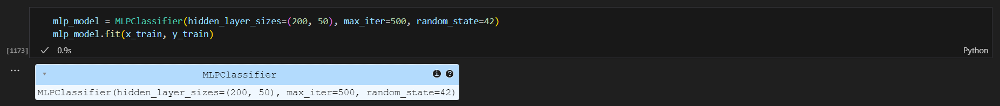 mlp_model = MLPClassifier(hidden_layer_sizes=(200, 50), max_iter=500, random_state=42)
mlp_model.fit(x_train, y_train)
[1173] ✓ 0.9s Python
... ▾ MLPClassifier i ?
MLPClassifier(hidden_layer_sizes=(200, 50), max_iter=500, random_state=42)